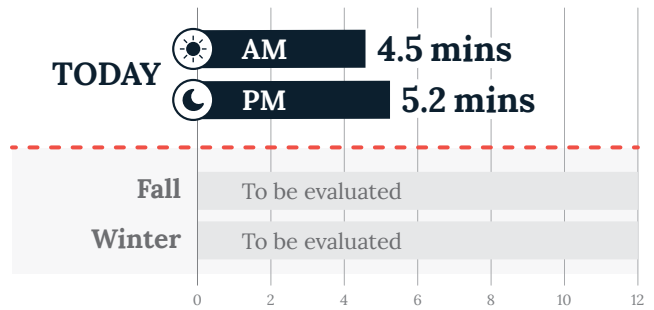 AM
4.5 mins
TODAY
PM
5.2 mins
Fall
To be evaluated
Winter
To be evaluated
0 2 4 6 8 10 12